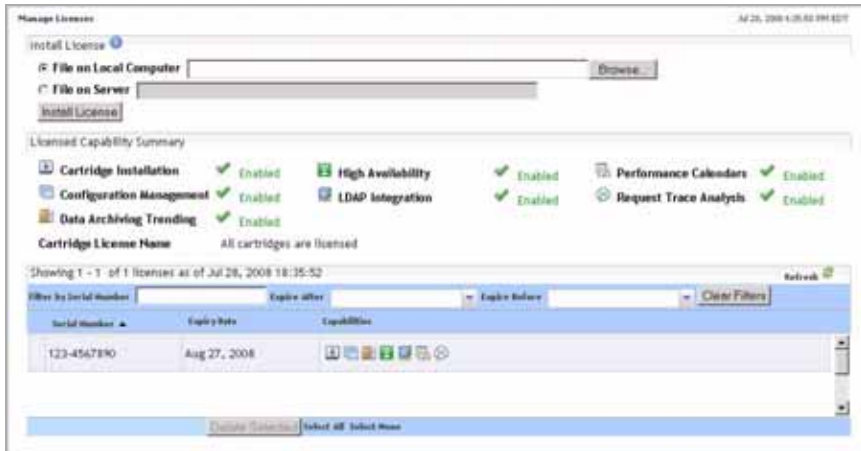 Manage Licenses
Jul 28, 2008 6:35:52 PM EDT
Install License
File on Local Computer
Browse...
File on Server
Install License
Licensed Capability Summary
Cartridge Installation Enabled High Availability Enabled Performance Calendars Enabled
Configuration Management Enabled LDAP Integration Enabled Request Trace Analysis Enabled
Data Archiving Trending Enabled
Cartridge License Name All cartridges are licensed
Showing 1 - 1 of 1 licenses as of Jul 28, 2008 18:35:52
Refresh
Filter by Serial Number Expire After Expire Before Clear Filters
Serial Number Expiry Date Capabilities
123-4567890 Aug 27, 2008
Delete Selected Select All Select None